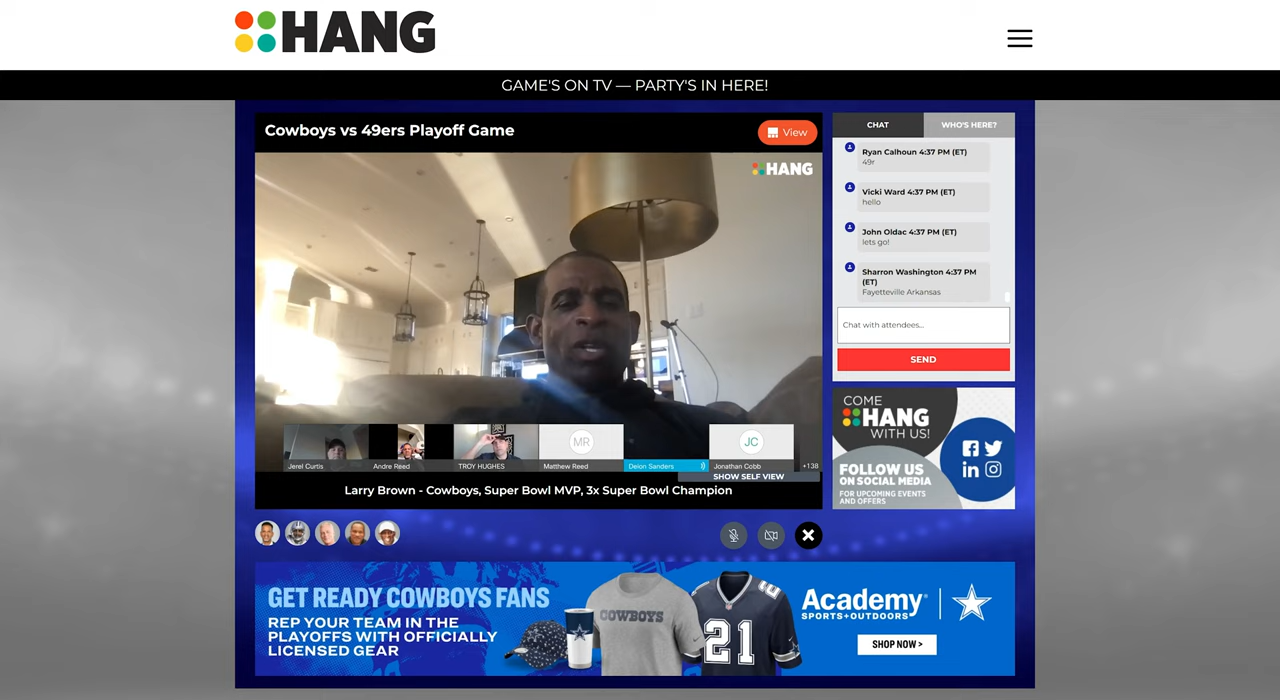 HANG
GAME'S ON TV — PARTY'S IN HERE!
Cowboys vs 49ers Playoff Game
View
HANG
Jerel Curtis
Andre Reed
TROY HUGHES
MR
Matthew Reed
Deion Sanders
JC
Jonathan Cobb
+138
SHOW SELF VIEW
Larry Brown - Cowboys, Super Bowl MVP, 3x Super Bowl Champion
CHAT
WHO'S HERE?
Ryan Calhoun 4:37 PM (ET)
49r
Vicki Ward 4:37 PM (ET)
hello
John Oldac 4:37 PM (ET)
lets go!
Sharron Washington 4:37 PM
(ET)
Fayetteville Arkansas
Chat with attendees...
SEND
COME
HANG
WITH US!
FOLLOW US
ON SOCIAL MEDIA
FOR UPCOMING EVENTS
AND OFFERS
GET READY COWBOYS FANS
REP YOUR TEAM IN THE
PLAYOFFS WITH OFFICIALLY
LICENSED GEAR
COWBOYS
21
Academy
SPORTS+OUTDOORS
SHOP NOW >